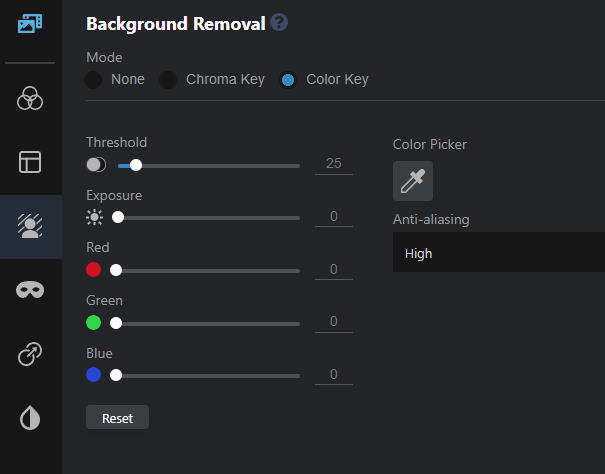 Background Removal ?
Mode
None Chroma Key Color Key
Threshold
25
Exposure
0
Red
0
Green
0
Blue
0
Reset
Color Picker
Anti-aliasing
High